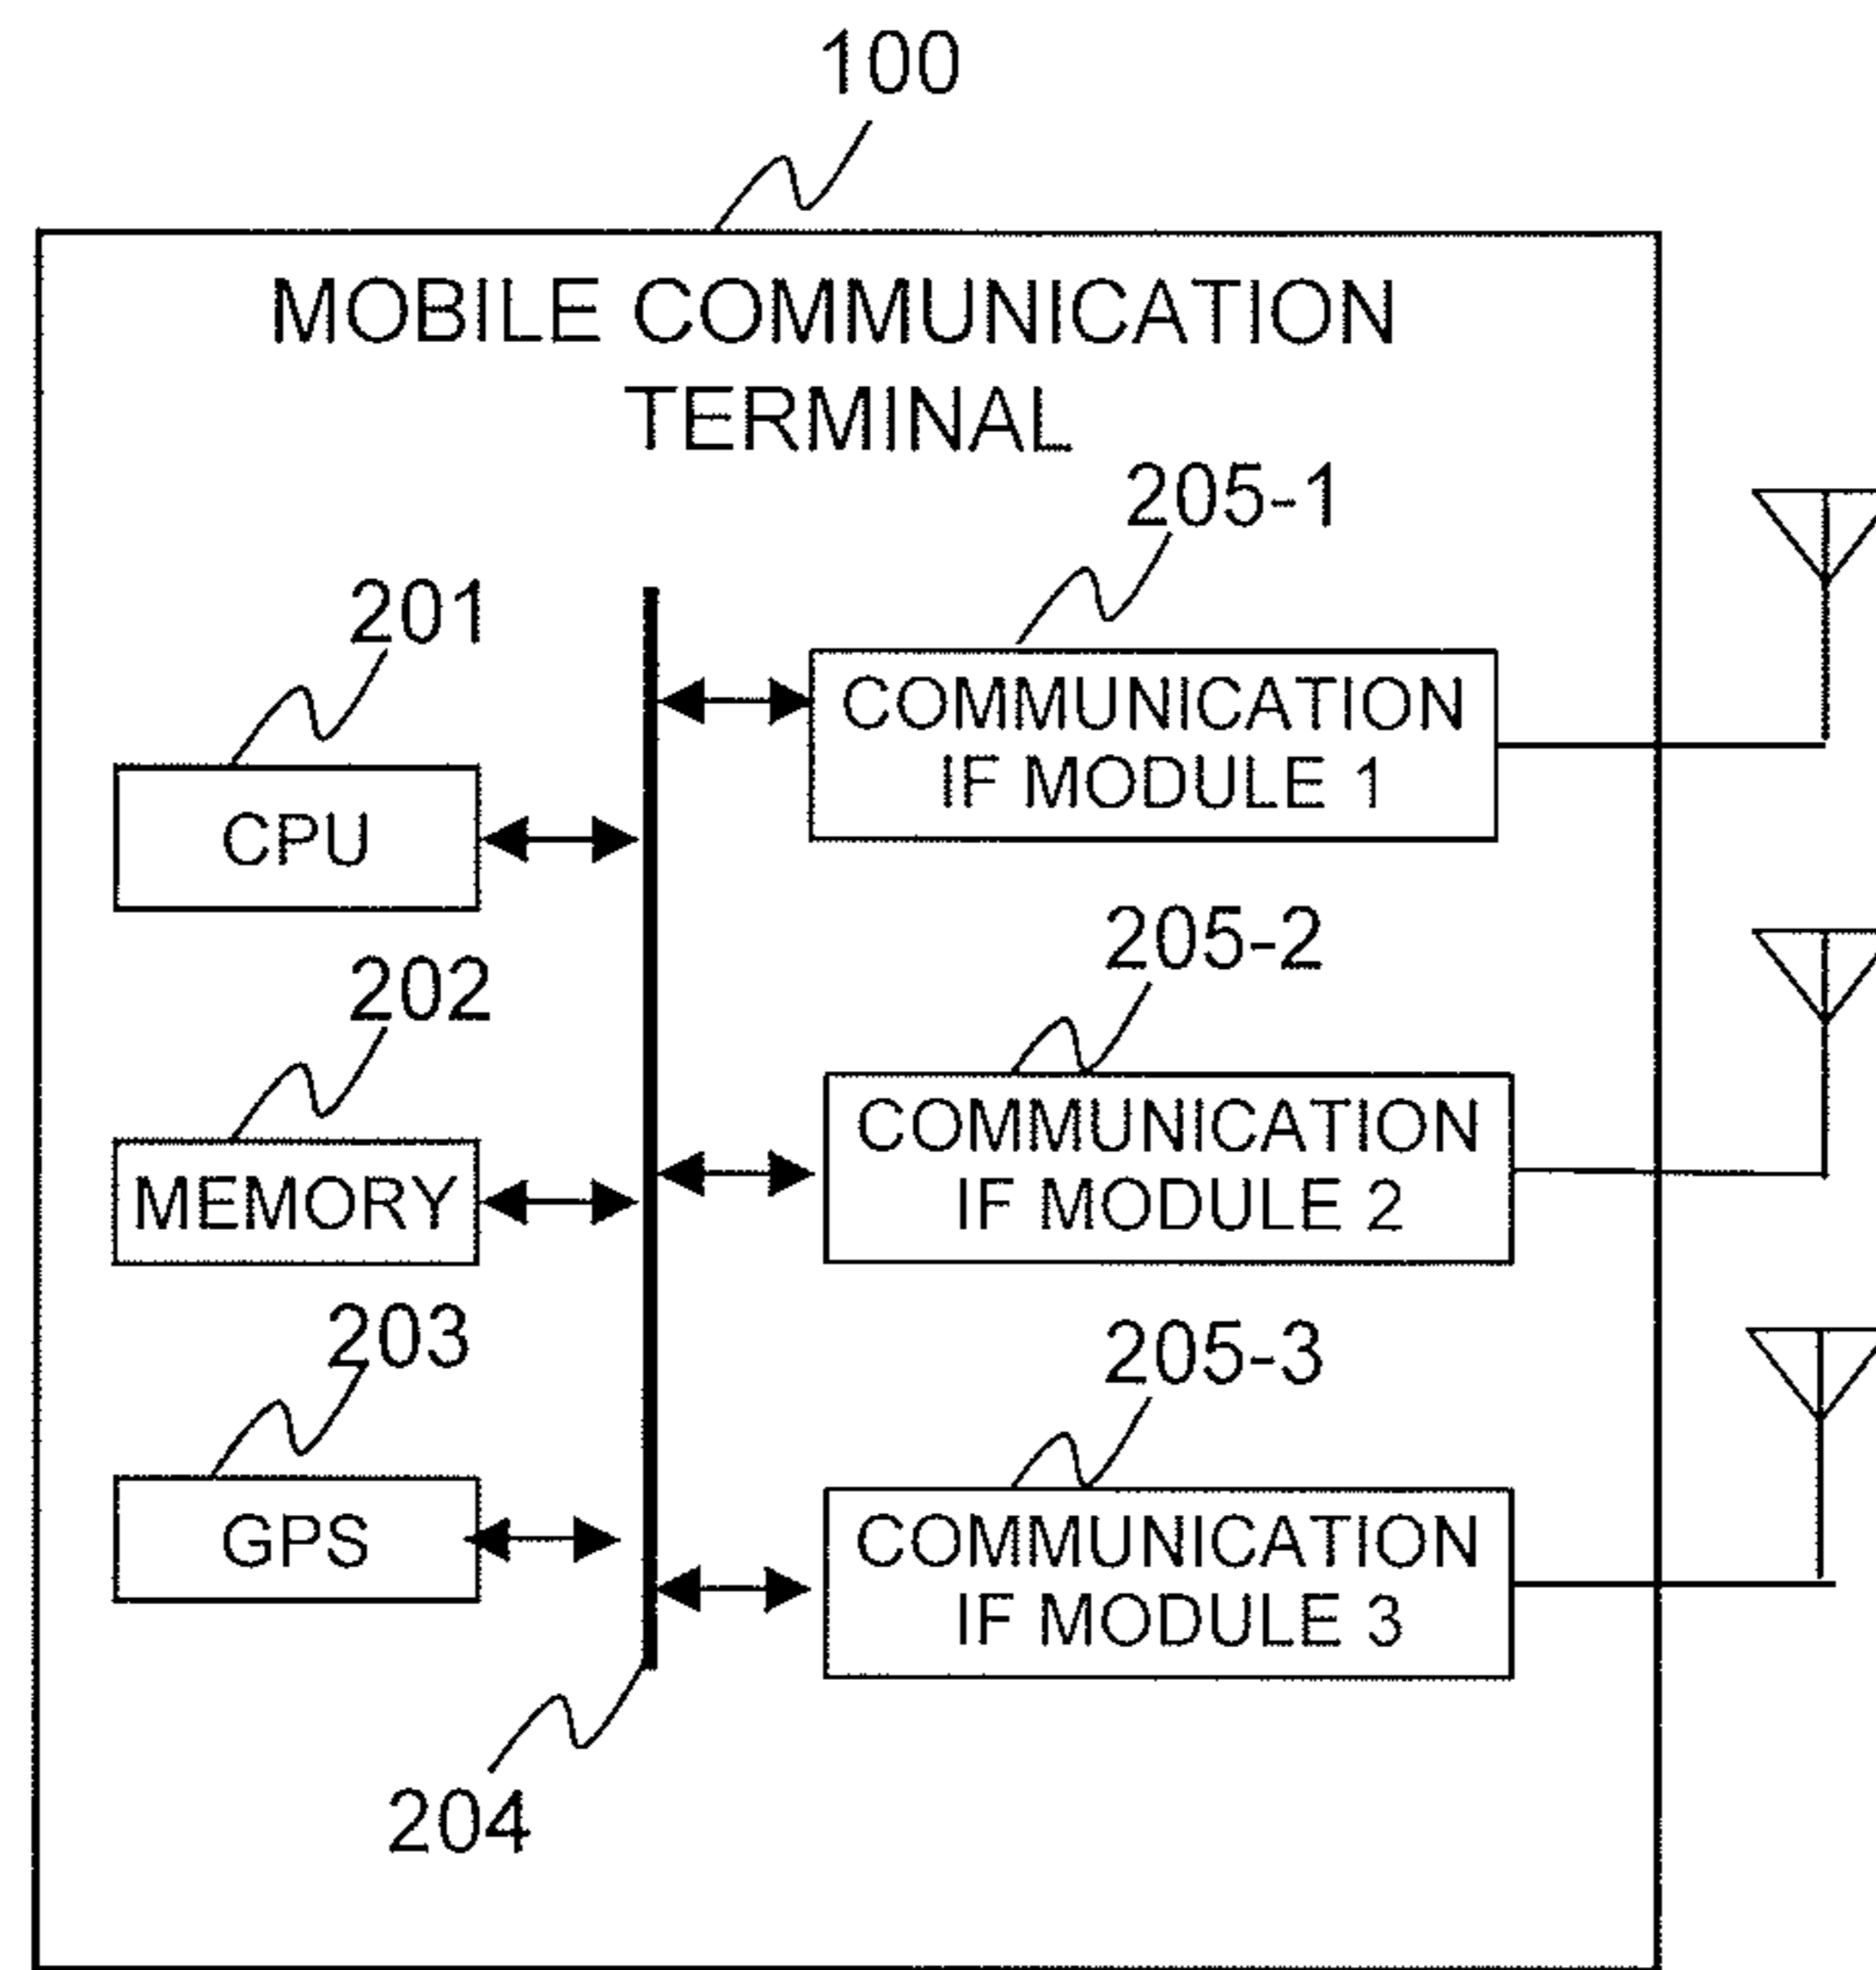 100
MOBILE COMMUNICATION
TERMINAL
205-1
201
COMMUNICATION
IF MODULE 1
CPU
205-2
202
COMMUNICATION
IF MODULE 2
MEMORY
203
205-3
GPS
COMMUNICATION
IF MODULE 3
204